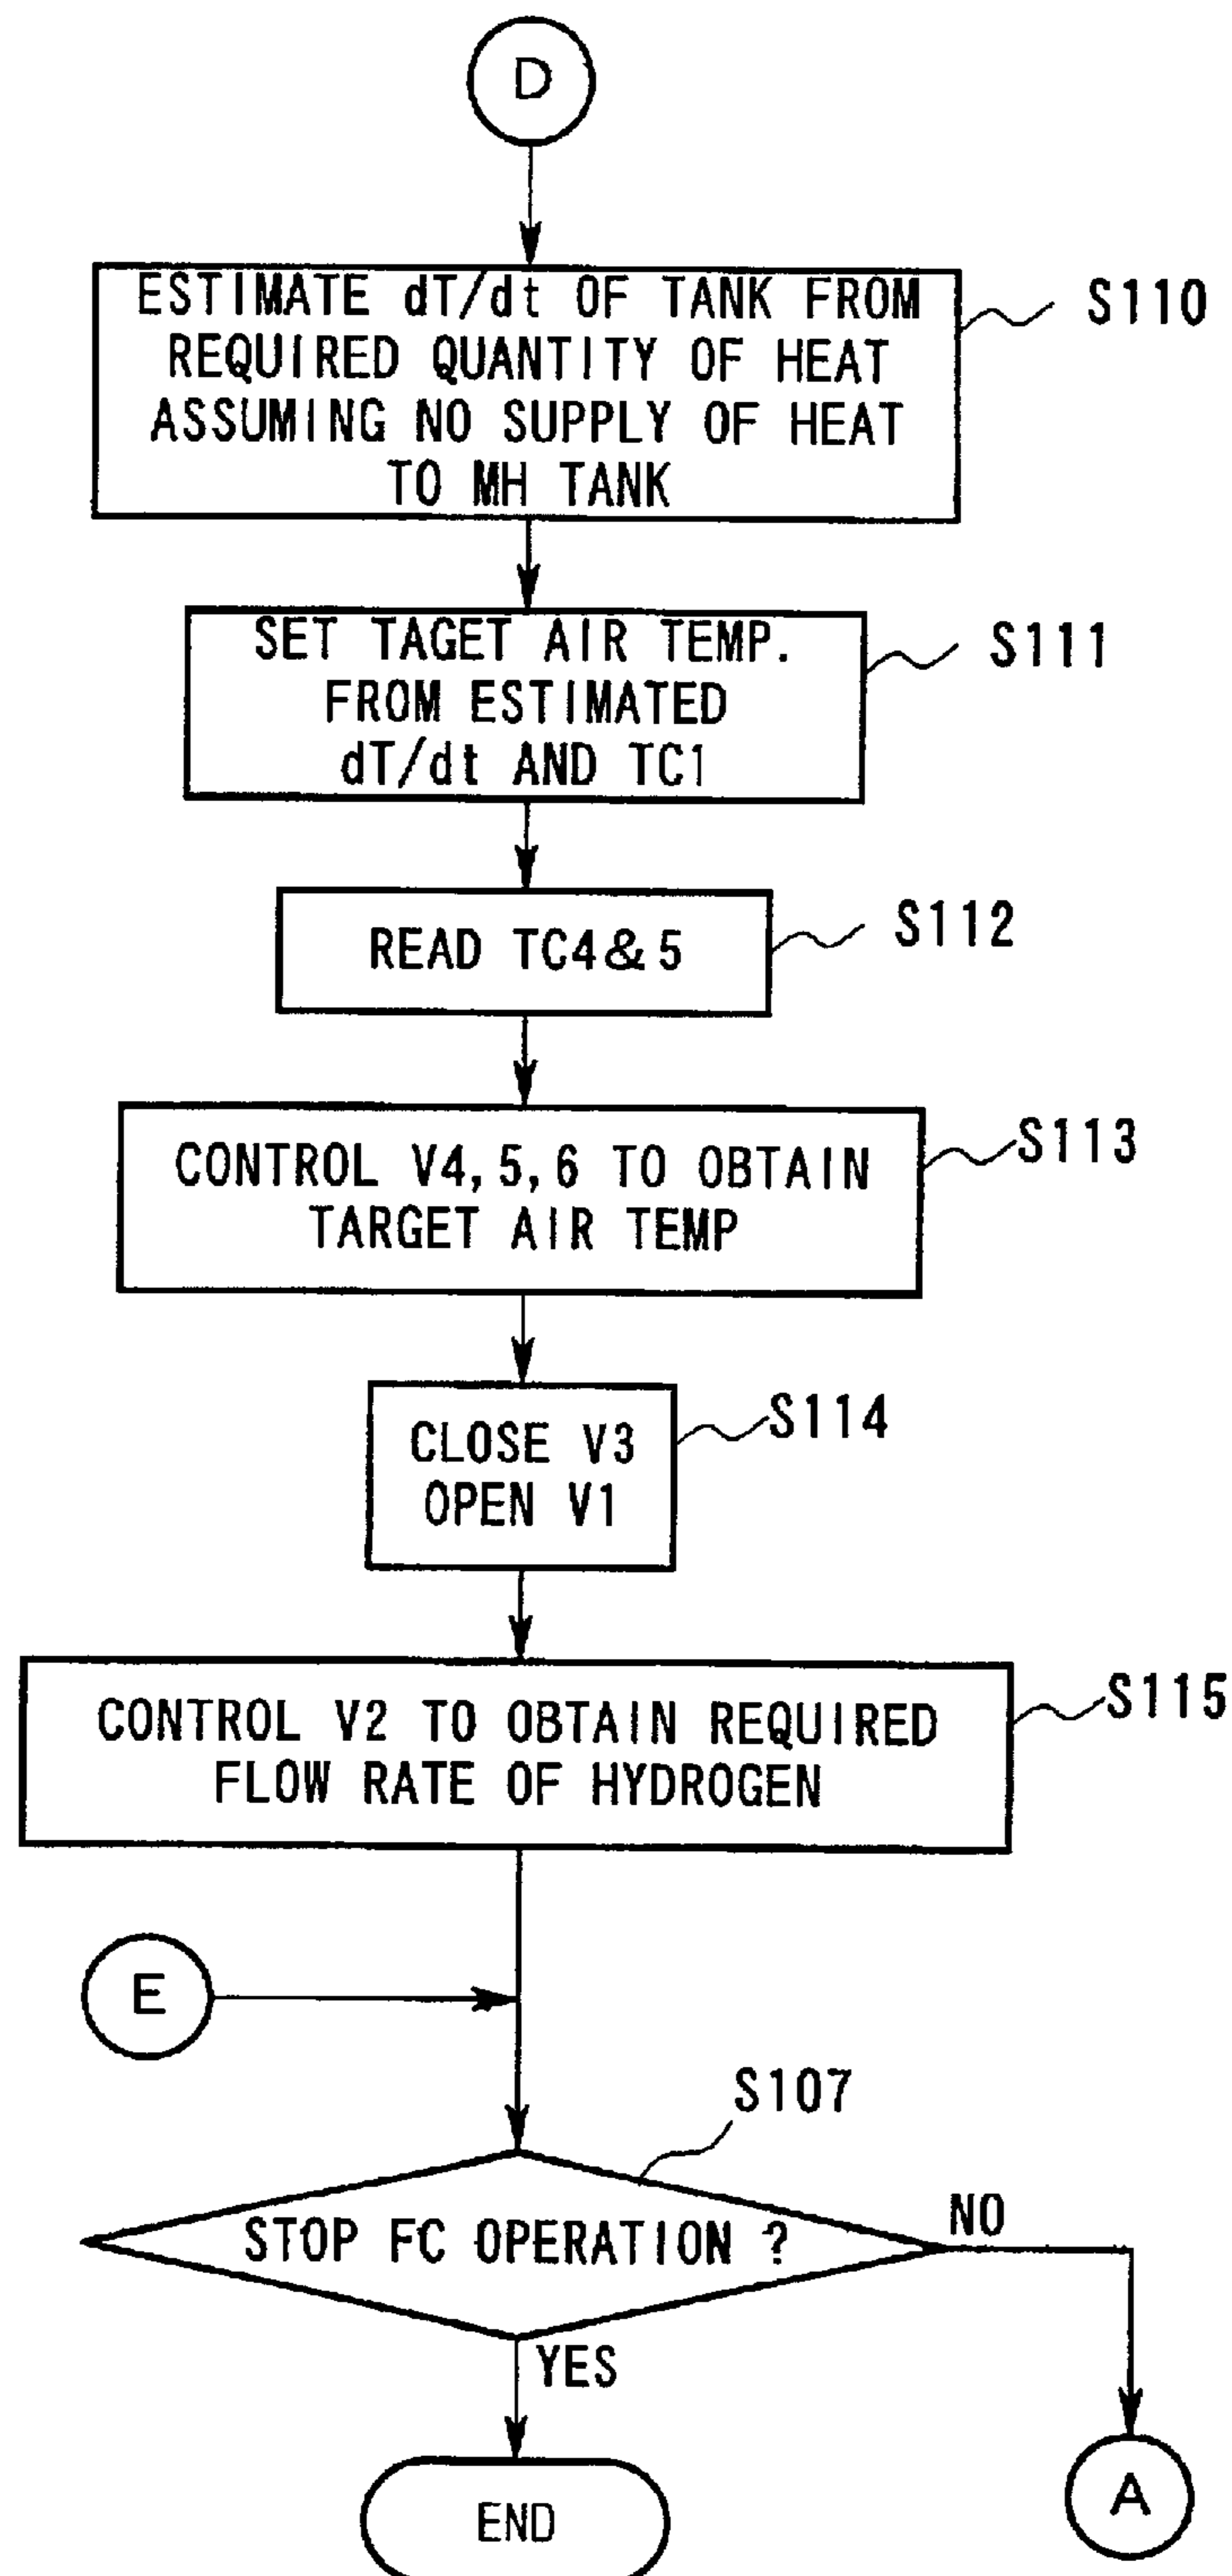 D
ESTIMATE dT/dt OF TANK FROM
REQUIRED QUANTITY OF HEAT
ASSUMING NO SUPPLY OF HEAT
TO MH TANK
S110
SET TAGET AIR TEMP.
FROM ESTIMATED
dT/dt AND TC1
S111
READ TC4&5
S112
CONTROL V4,5,6 TO OBTAIN
TARGET AIR TEMP
S113
CLOSE V3
OPEN V1
S114
CONTROL V2 TO OBTAIN REQUIRED
FLOW RATE OF HYDROGEN
S115
E
S107
STOP FC OPERATION ?
NO
YES
END
A